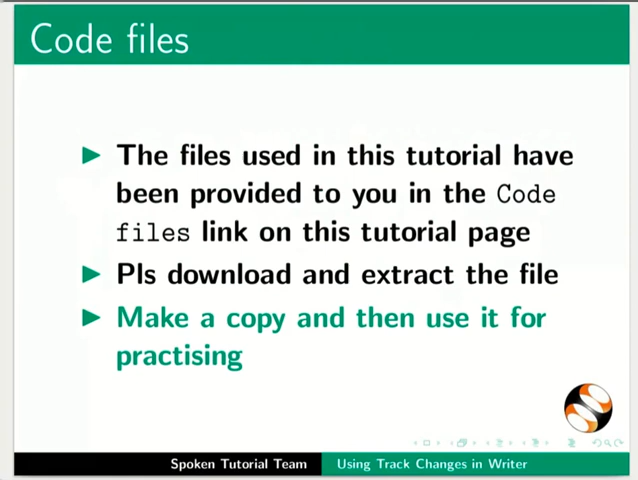 Code files
The files used in this tutorial have
been provided to you in the Code
files link on this tutorial page
Pls download and extract the file
Make a copy and then use it for
practising
Spoken Tutorial Team Using Track Changes in Writer